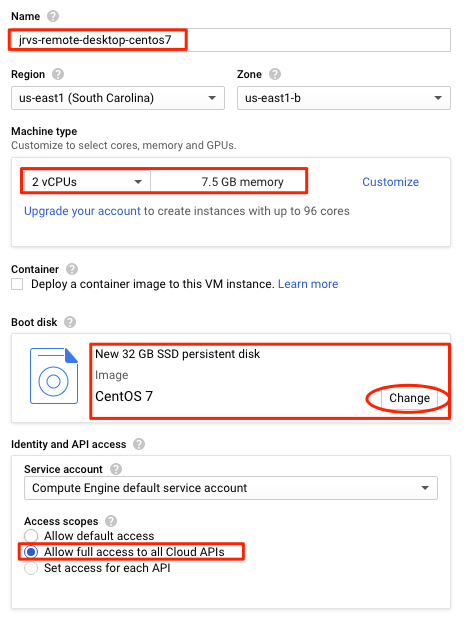 Name ?
jrvs-remote-desktop-centos7
Region ? Zone ?
us-east1 (South Carolina) us-east1-b
Machine type
Customize to select cores, memory and GPUs.
2 vCPUs 7.5 GB memory Customize
Upgrade your account to create instances with up to 96 cores
Container ?
Deploy a container image to this VM instance. Learn more
Boot disk ?
New 32 GB SSD persistent disk
Image
CentOS 7 Change
Identity and API access ?
Service account ?
Compute Engine default service account
Access scopes ?
Allow default access
Allow full access to all Cloud APIs
Set access for each API